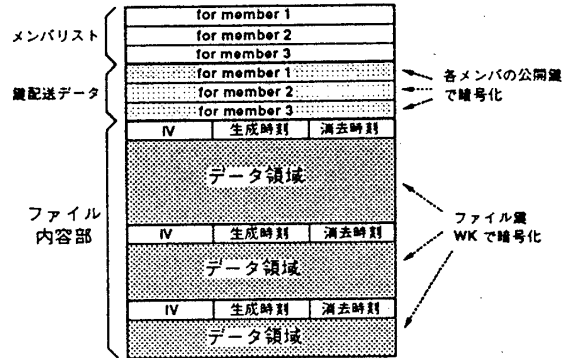 for member 1
メンバリスト
for member 2
for member 3
for member 1
鍵配送データ
for member 2
for member 3
各メンバの公開鍵
で暗号化
IV 生成時刻 消去時刻
データ領域
ファイル
内容部
IV 生成時刻 消去時刻
データ領域
ファイル鍵
WK で暗号化
IV 生成時刻 消去時刻
データ領域